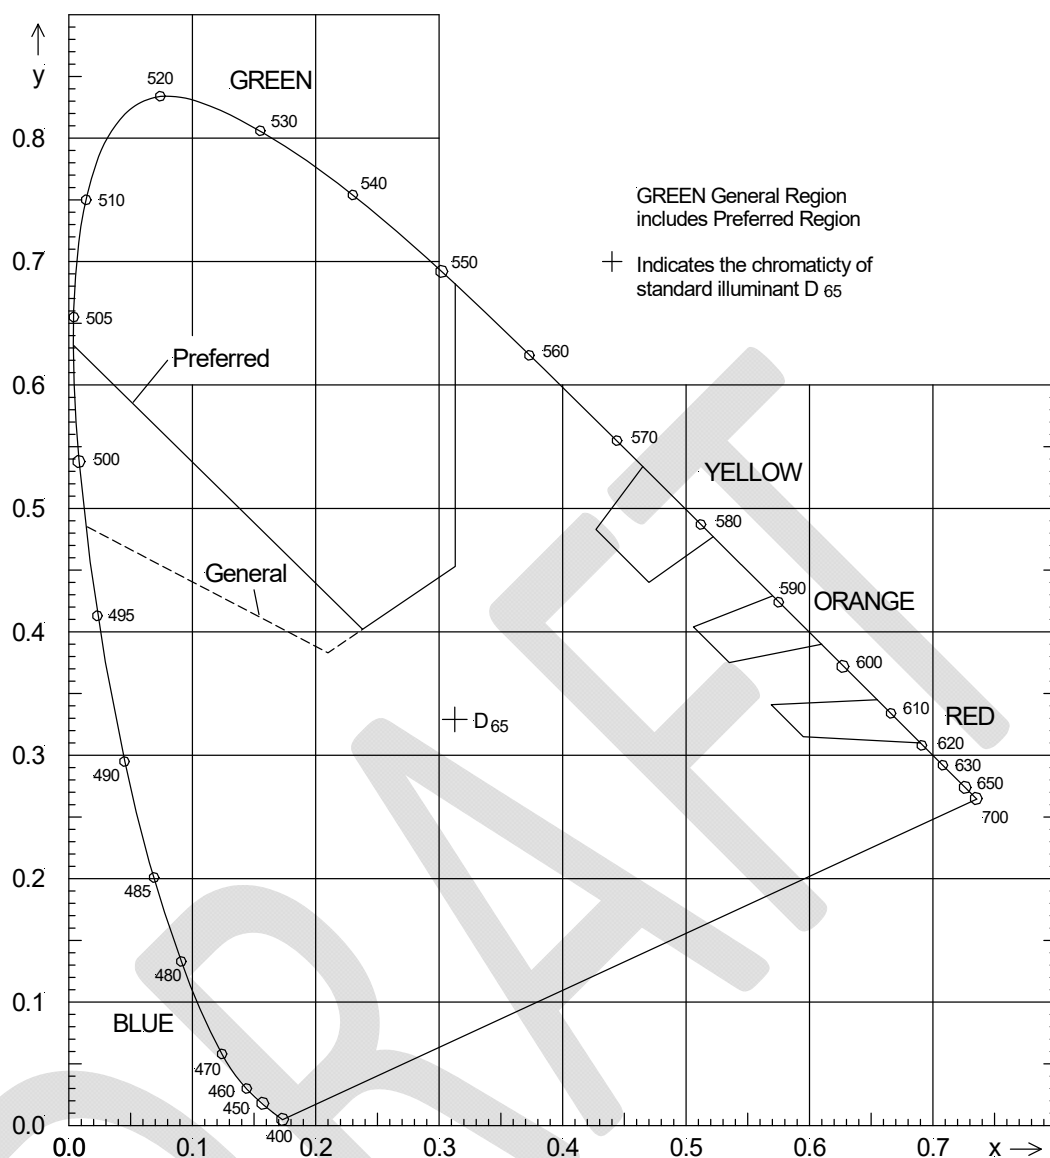 y
520
GREEN
530
0.8
540
510
GREEN General Region
includes Preferred Region
0.7
550
Indicates the chromaticty of
standard illuminant D 65
505
560
Preferred
0.6
570
500
YELLOW
0.5
580
General
590
ORANGE
495
0.4
600
610
RED
D 65
620
0.3
490
630
650
700
0.2
485
480
0.1
BLUE
470
460
450
400
0.0
0.0 0.1 0.2 0.3 0.4 0.5 0.6 0.7 x
DRAFT